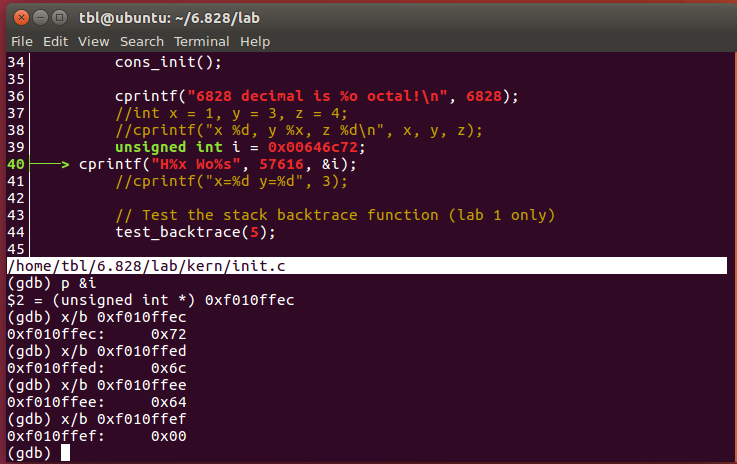 tbl@ubuntu: ~/6.828/lab
File Edit View Search Terminal Help
34 cons_init();
35
36 cprintf("6828 decimal is %o octal!\n", 6828);
37 //int x = 1, y = 3, z = 4;
38 //cprintf("x %d, y %x, z %d\n", x, y, z);
39 unsigned int i = 0x00646c72;
40 ──> cprintf("H%x Wo%s", 57616, &i);
41 //cprintf("x=%d y=%d", 3);
42
43 // Test the stack backtrace function (lab 1 only)
44 test_backtrace(5);
45
/home/tbl/6.828/lab/kern/init.c
(gdb) p &i
$2 = (unsigned int *) 0xf010ffec
(gdb) x/b 0xf010ffec
0xf010ffec: 0x72
(gdb) x/b 0xf010ffed
0xf010ffed: 0x6c
(gdb) x/b 0xf010ffee
0xf010ffee: 0x64
(gdb) x/b 0xf010ffef
0xf010ffef: 0x00
(gdb)